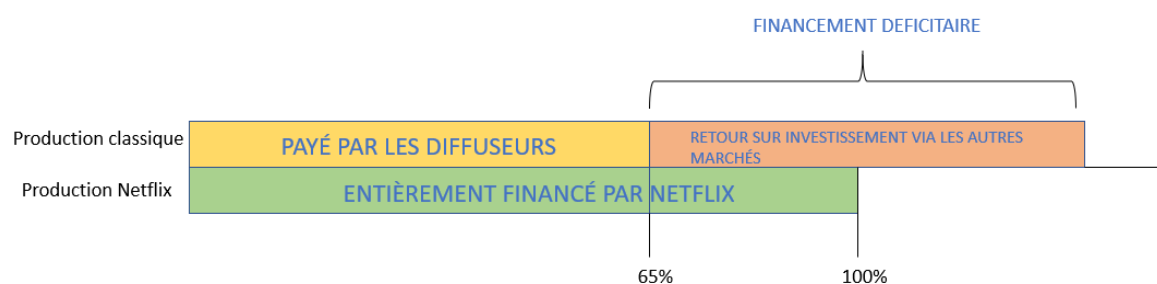 FINANCEMENT DEFICITAIRE
Production classique
PAYÉ PAR LES DIFFUSEURS
RETOUR SUR INVESTISSEMENT VIA LES AUTRES
MARCHÉS
Production Netflix
ENTIÈREMENT FINANCÉ PAR NETFLIX
65%
100%